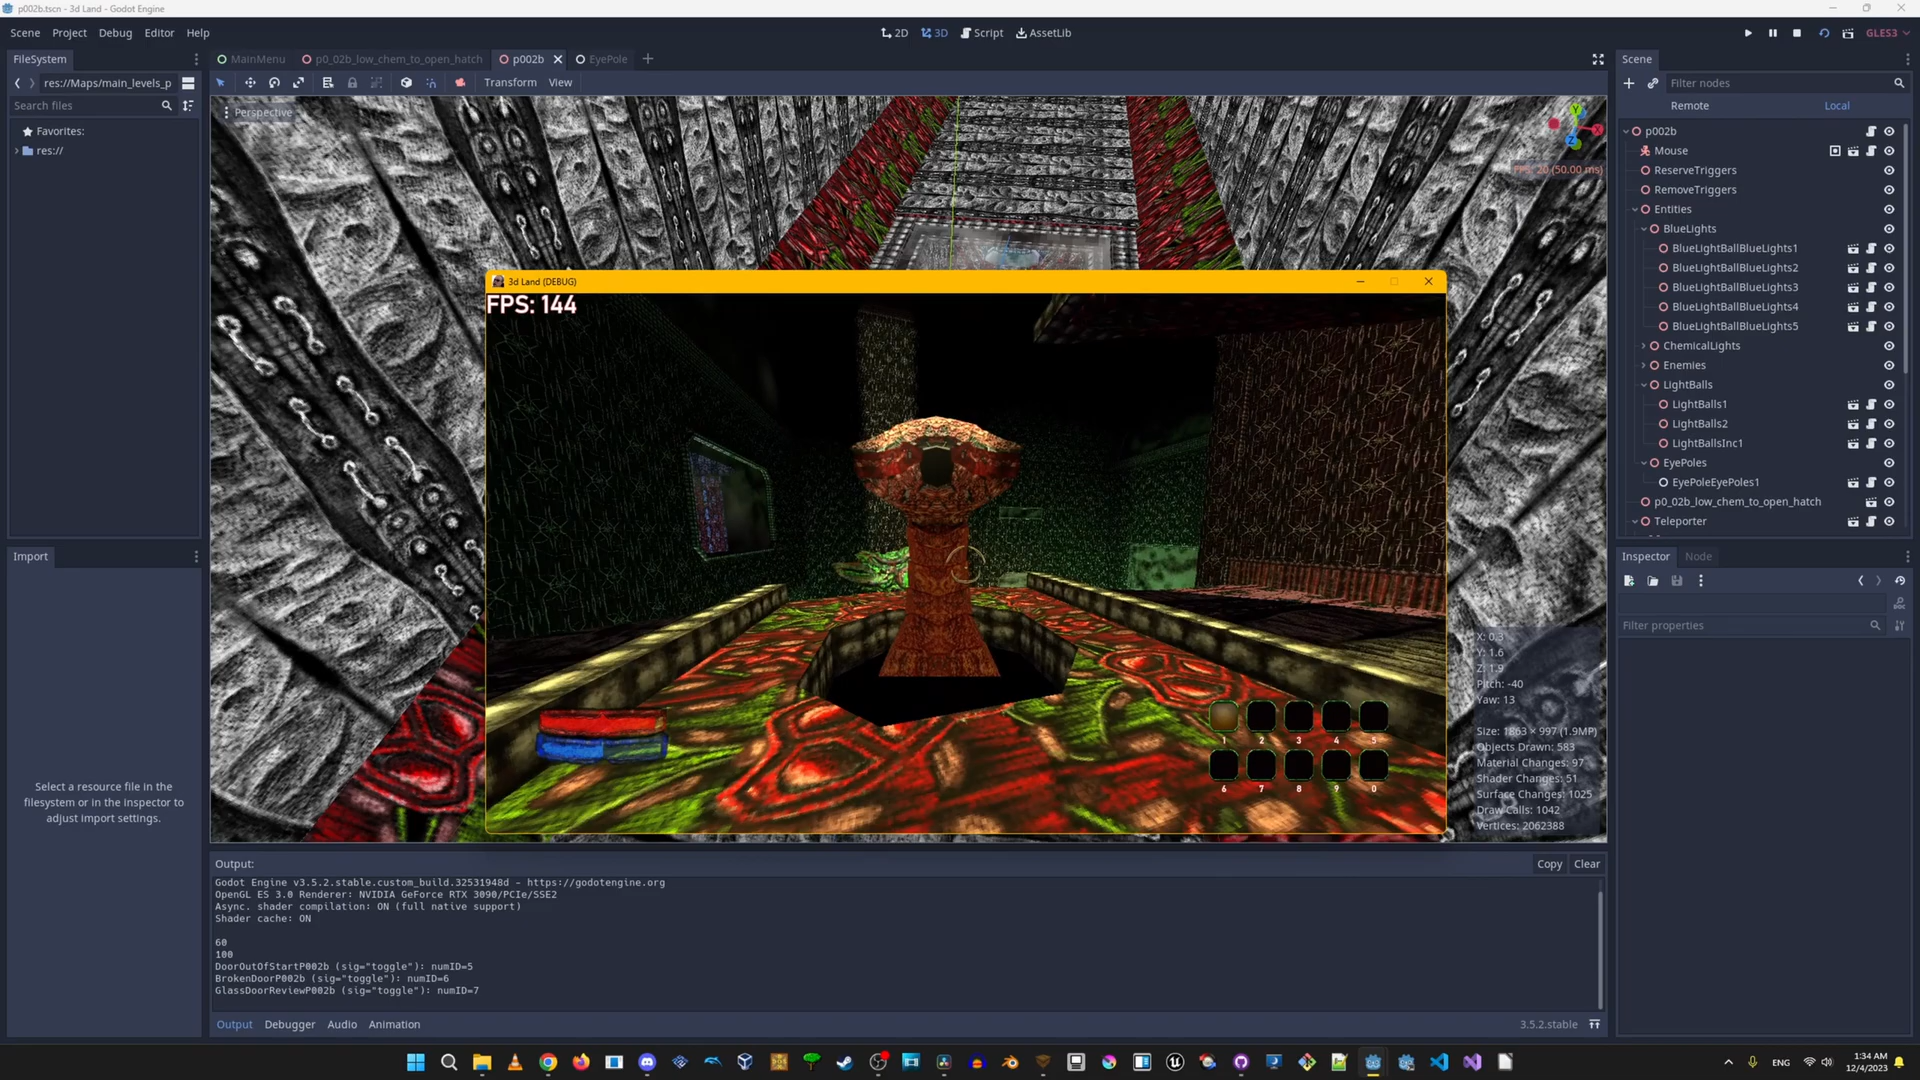 p002b.tscn - 3d Land - Godot Engine
Scene Project Debug Editor Help
2D 3D Script AssetLib
GLES3
FileSystem
MainMenu p0_02b_low_chem_to_open_hatch p002b EyePole
Scene
res://Maps/main_levels_p
Transform View
Filter nodes
Search files
Remote Local
Perspective
Favorites:
res://
FPS: 20 (50.00 ms)
p002b
Mouse
ReserveTriggers
RemoveTriggers
Entities
BlueLights
BlueLightBallBlueLights1
BlueLightBallBlueLights2
BlueLightBallBlueLights3
BlueLightBallBlueLights4
BlueLightBallBlueLights5
ChemicalLights
Enemies
LightBalls
LightBalls1
LightBalls2
LightBallsInc1
EyePoles
EyePoleEyePoles1
p0_02b_low_chem_to_open_hatch
Teleporter
3d Land (DEBUG)
FPS: 144
1 2 3 4 5
6 7 8 9 0
Import
Select a resource file in the
filesystem or in the inspector to
adjust import settings.
Inspector Node
Filter properties
X: 0.3
Y: 1.6
Z: 1.9
Pitch: -40
Yaw: 13
Size: 1863 × 997 (1.9MP)
Objects Drawn: 583
Material Changes: 97
Shader Changes: 51
Surface Changes: 1025
Draw Calls: 1042
Vertices: 2062388
Output:
Copy Clear
Godot Engine v3.5.2.stable.custom_build.32531948d - https://godotengine.org
OpenGL ES 3.0 Renderer: NVIDIA GeForce RTX 3090/PCIe/SSE2
Async. shader compilation: ON (full native support)
Shader cache: ON
60
100
DoorOutOfStartP002b (sig="toggle"): numID=5
BrokenDoorP002b (sig="toggle"): numID=6
GlassDoorReviewP002b (sig="toggle"): numID=7
Output Debugger Audio Animation
3.5.2.stable
ENG
1:34 AM
12/4/2023